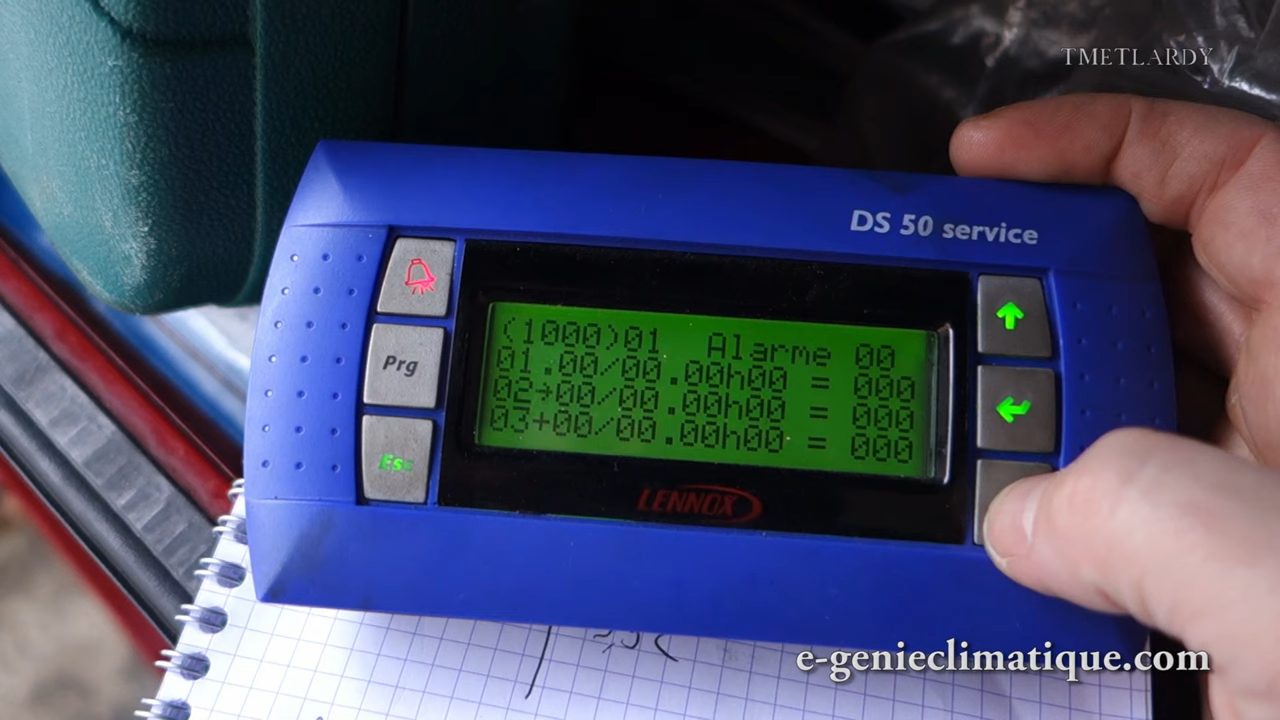 TMETLARDY
DS 50 service
(1000)01 Alarme 00
01.00/00.00h00 = 000
02→00/00.00h00 = 000
03+00/00.00h00 = 000
Prg
Esc
LENNOX
e-genieclimatique.com